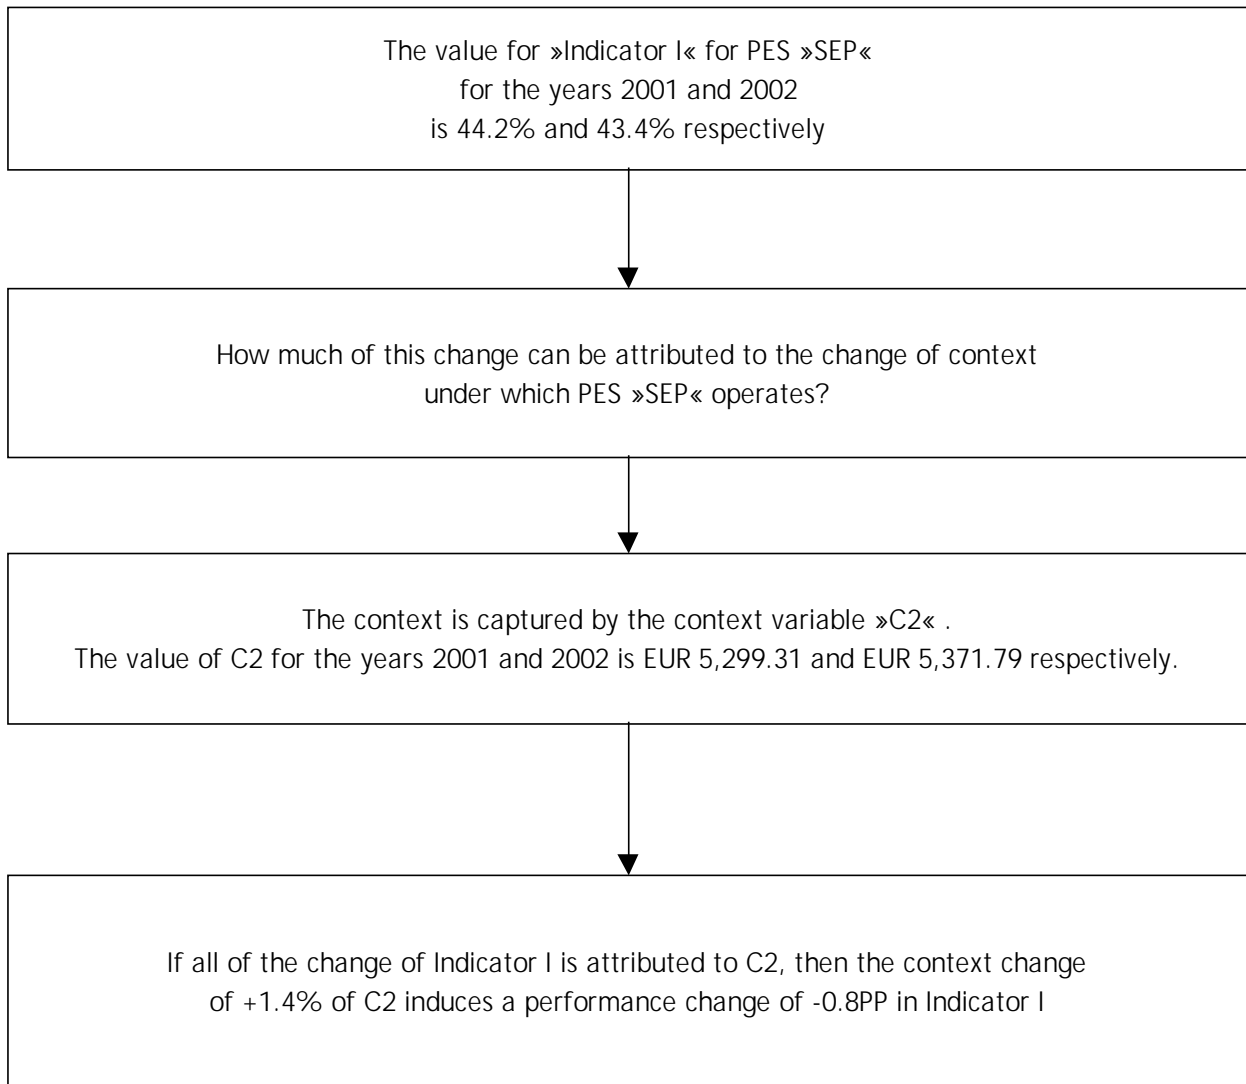 The value for »Indicator I« for PES »SEP«
for the years 2001 and 2002
is 44.2% and 43.4% respectively
How much of this change can be attributed to the change of context
under which PES »SEP« operates?
The context is captured by the context variable »C2« .
The value of C2 for the years 2001 and 2002 is EUR 5,299.31 and EUR 5,371.79 respectively.
If all of the change of Indicator I is attributed to C2, then the context change
of +1.4% of C2 induces a performance change of -0.8PP in Indicator I